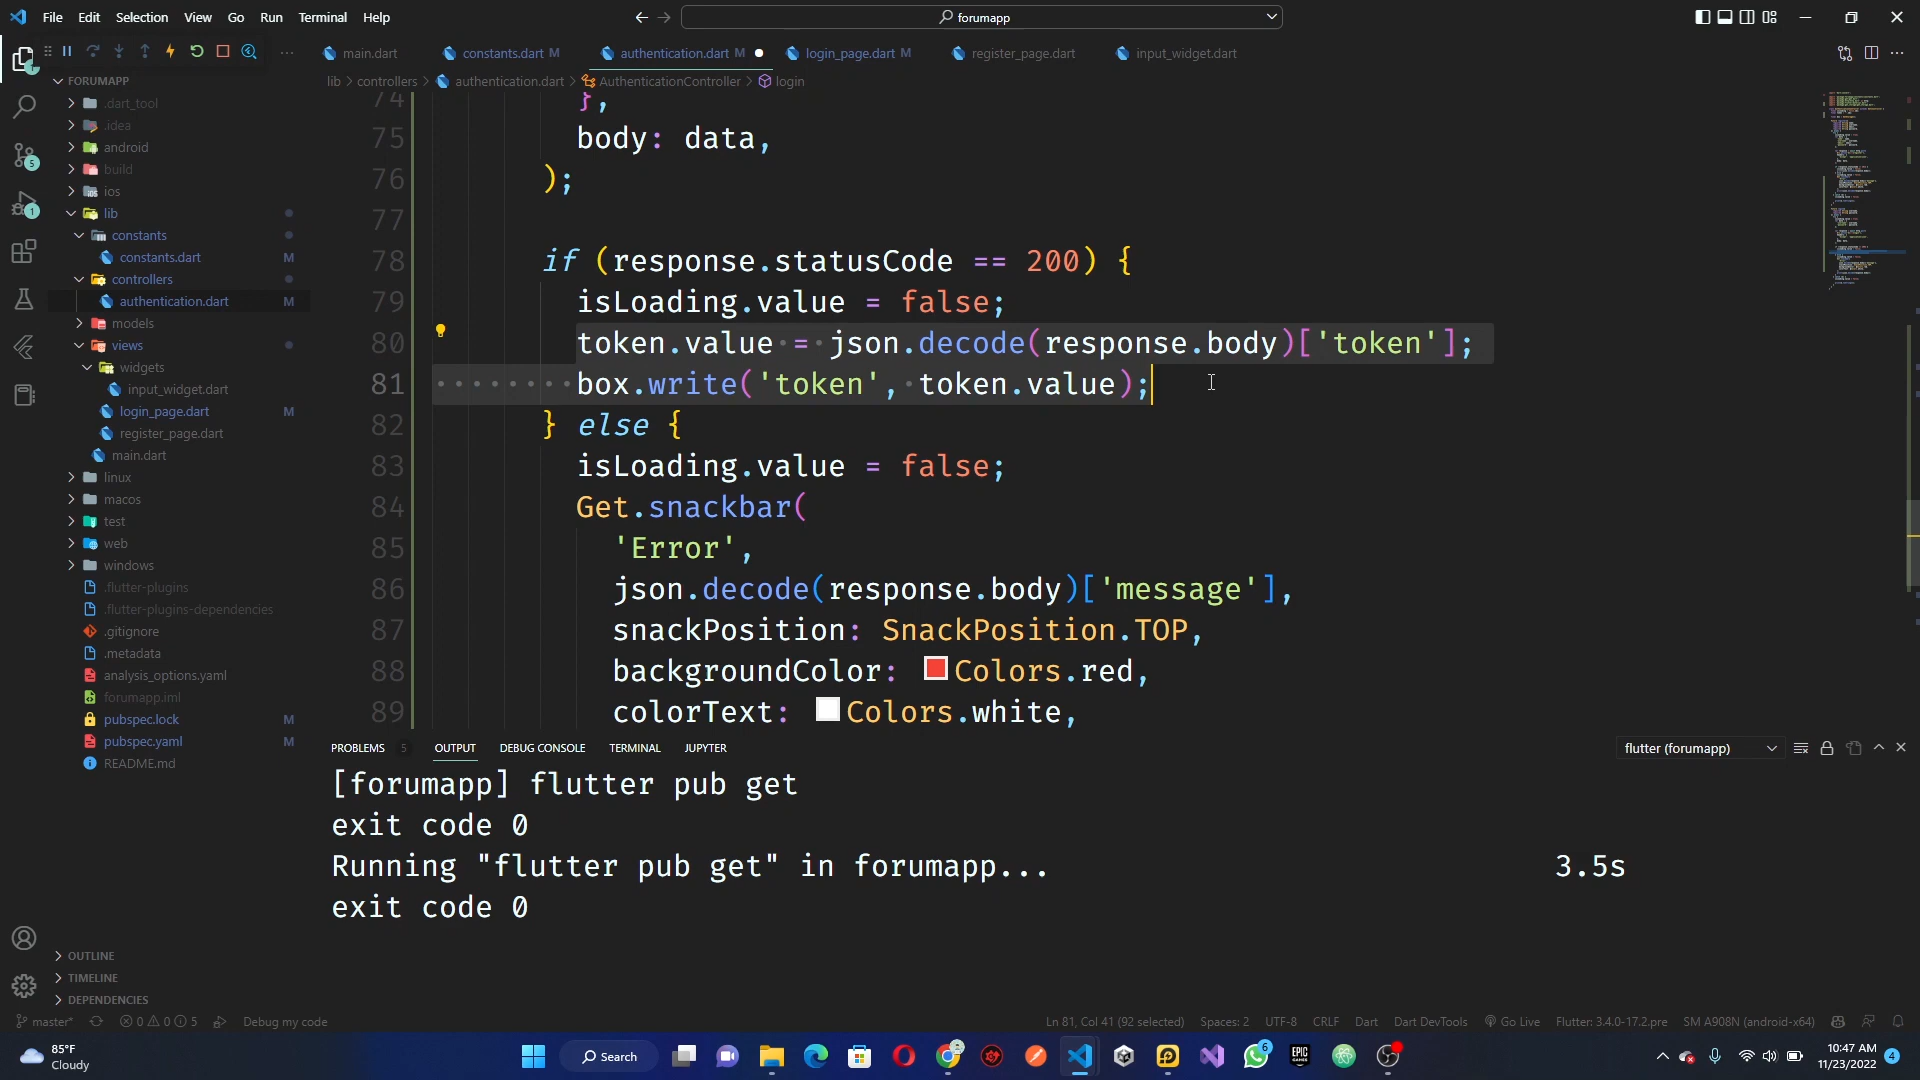 File Edit Selection View Go Run Terminal Help
forumapp
main.dart
constants.dart M
authentication.dart M
login_page.dart M
register_page.dart
input_widget.dart
lib > controllers > authentication.dart > AuthenticationController > login
FORUMAPP
.dart_tool
.idea
android
build
ios
lib
constants
constants.dart M
controllers
authentication.dart M
models
views
widgets
input_widget.dart
login_page.dart M
register_page.dart
main.dart
linux
macos
test
web
windows
.flutter-plugins
.flutter-plugins-dependencies
.gitignore
.metadata
analysis_options.yaml
forumapp.iml
pubspec.lock M
pubspec.yaml M
README.md
OUTLINE
TIMELINE
DEPENDENCIES
74 },
75 body: data,
76 );
77
78 if (response.statusCode == 200) {
79 isLoading.value = false;
80 token.value = json.decode(response.body)['token'];
81 box.write('token', token.value);
82 } else {
83 isLoading.value = false;
84 Get.snackbar(
85 'Error',
86 json.decode(response.body)['message'],
87 snackPosition: SnackPosition.TOP,
88 backgroundColor: Colors.red,
89 colorText: Colors.white,
PROBLEMS 5 OUTPUT DEBUG CONSOLE TERMINAL JUPYTER
flutter (forumapp)
[forumapp] flutter pub get
exit code 0
Running "flutter pub get" in forumapp... 3.5s
exit code 0
master* 0 0 5 Debug my code
Ln 81, Col 41 (92 selected) Spaces: 2 UTF-8 CRLF Dart Dart DevTools Go Live Flutter: 3.4.0-17.2.pre SM A908N (android-x64)
85°F
Cloudy
Search
10:47 AM
11/23/2022
4